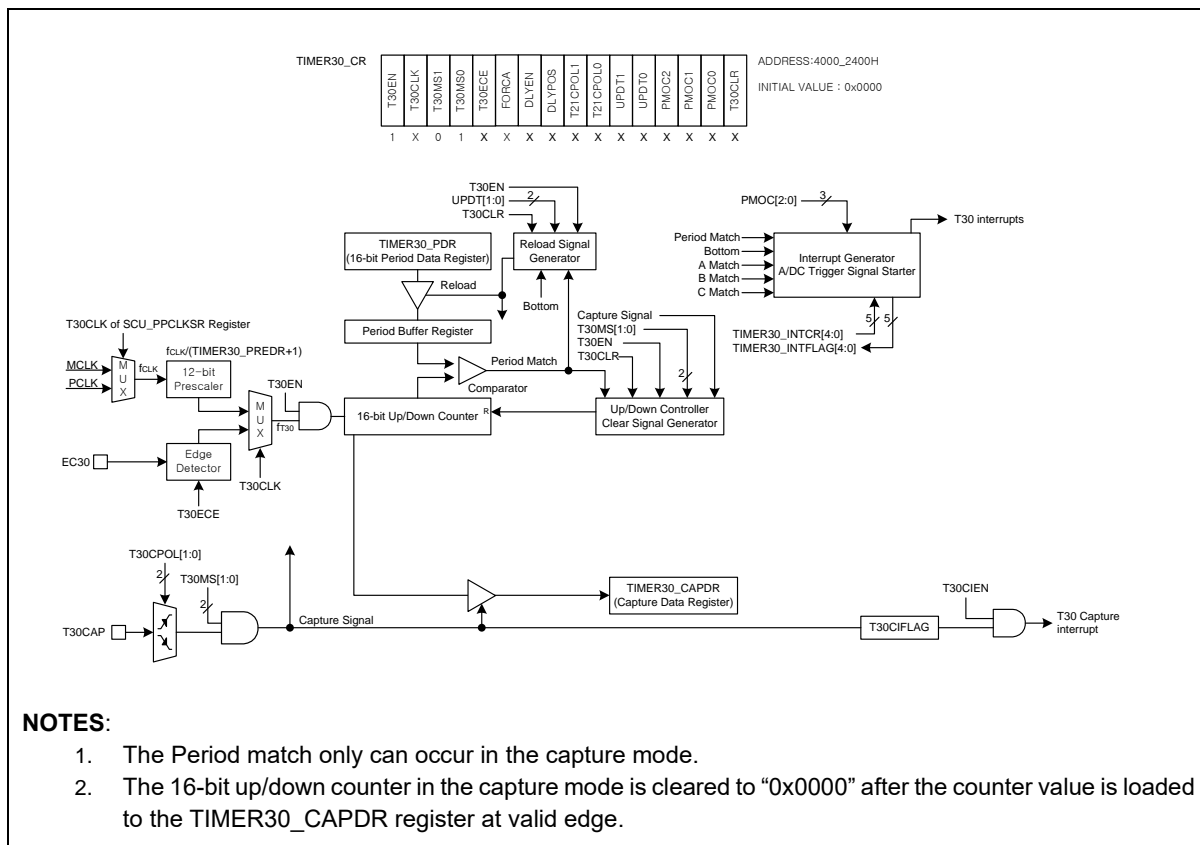 TIMER30_CR
T30EN
T30CLK
T30MS1
T30MS0
T30ECE
FORCA
DLYEN
DLYPOS
T21CPOL1
T21CPOL0
UPDT1
UPDT0
PMOC2
PMOC1
PMOC0
T30CLR
ADDRESS:4000_2400H
INITIAL VALUE : 0x0000
1 X 0 1 X X X X X X X X X X X X
T30EN
UPDT[1:0] 2
T30CLR
PMOC[2:0] 3
T30 interrupts
TIMER30_PDR
(16-bit Period Data Register)
Reload Signal
Generator
Period Match
Bottom
A Match
B Match
C Match
Interrupt Generator
A/DC Trigger Signal Starter
Reload
Bottom
Period Buffer Register
Capture Signal
T30MS[1:0]
T30EN
T30CLR
2
5 5
TIMER30_INTCR[4:0]
TIMER30_INTFLAG[4:0]
T30CLK of SCU_PPCLKSR Register
MCLK
PCLK
MUX
fCLK
fCLK/(TIMER30_PREDR+1)
12-bit
Prescaler
Period Match
Comparator
T30EN
MUX
fT30
16-bit Up/Down Counter
R
Up/Down Controller
Clear Signal Generator
EC30
Edge
Detector
T30CLK
T30ECE
T30CPOL[1:0]
2
T30MS[1:0]
2
T30CAP
Capture Signal
TIMER30_CAPDR
(Capture Data Register)
T30CIEN
T30CIFLAG
T30 Capture
interrupt
NOTES:
1. The Period match only can occur in the capture mode.
2. The 16-bit up/down counter in the capture mode is cleared to “0x0000” after the counter value is loaded
to the TIMER30_CAPDR register at valid edge.